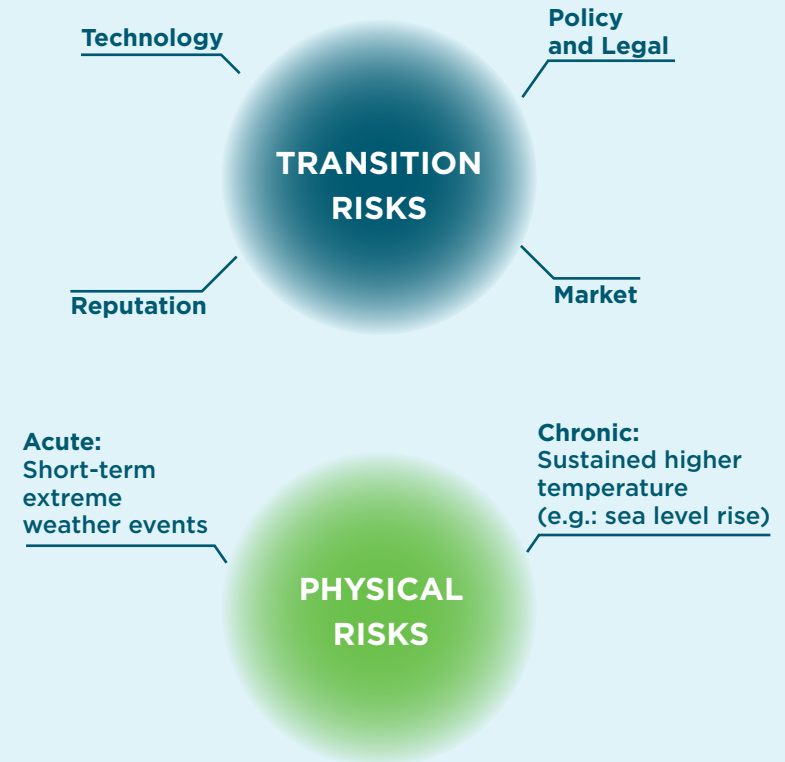 Technology
Policy
and Legal
TRANSITION
RISKS
Reputation
Market
Acute:
Short-term
extreme
weather events
Chronic:
Sustained higher
temperature
(e.g.: sea level rise)
PHYSICAL
RISKS